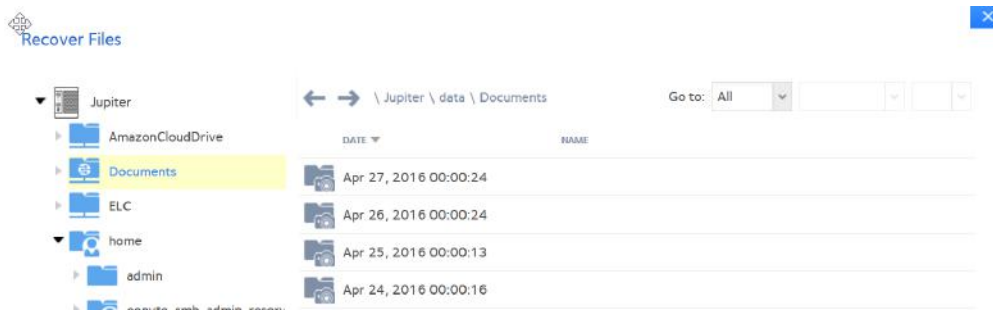 Recover Files
Jupiter
\ Jupiter \ data \ Documents
Go to: All
AmazonCloudDrive
DATE
NAME
Documents
Apr 27, 2016 00:00:24
ELC
Apr 26, 2016 00:00:24
home
Apr 25, 2016 00:00:13
admin
Apr 24, 2016 00:00:16